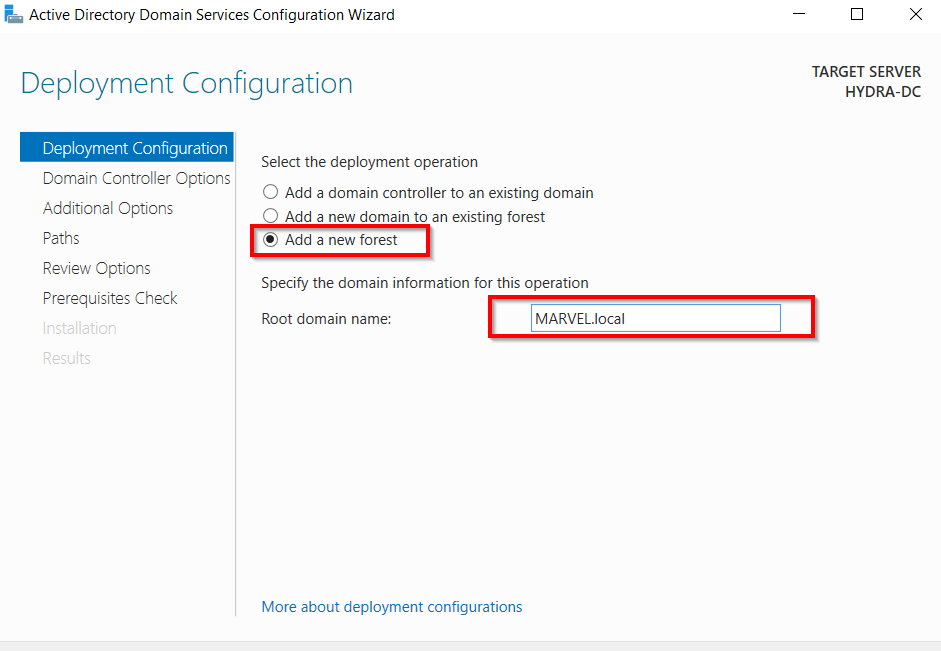 Active Directory Domain Services Configuration Wizard
Deployment Configuration
TARGET SERVER
HYDRA-DC
Deployment Configuration
Domain Controller Options
Additional Options
Paths
Review Options
Prerequisites Check
Installation
Results
Select the deployment operation
Add a domain controller to an existing domain
Add a new domain to an existing forest
Add a new forest
Specify the domain information for this operation
Root domain name:
MARVEL.local
More about deployment configurations